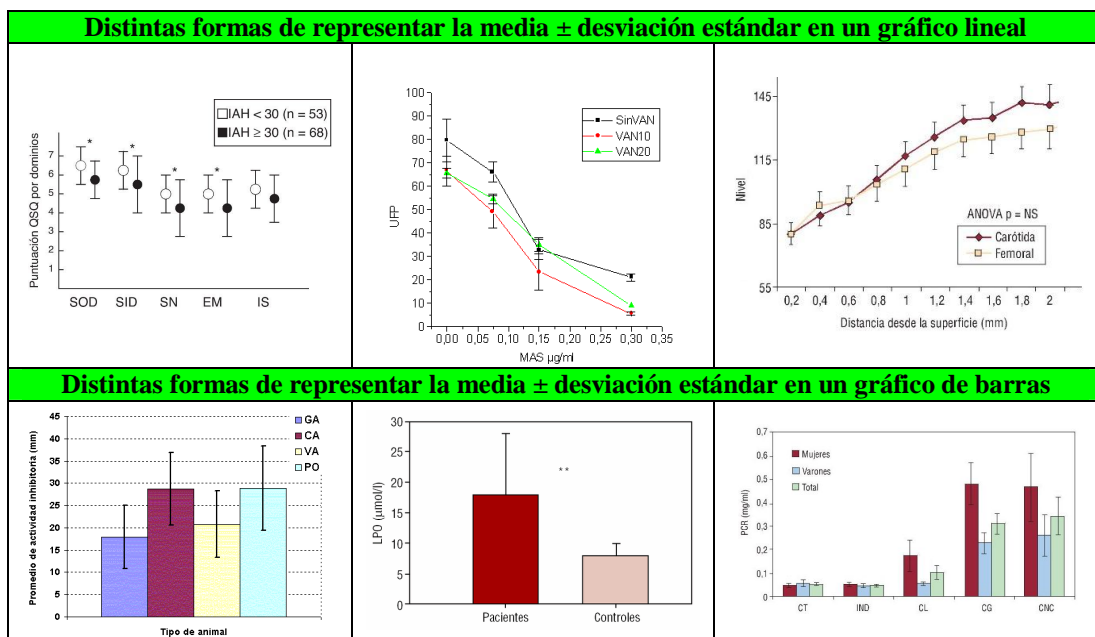 Distintas formas de representar la media ± desviación estándar en un gráfico lineal
IAH < 30 (n = 53)
IAH ≥ 30 (n = 68)
Puntuación QSQ por dominios
7
6
5
4
3
2
1
* * * *
SOD SID SN EM IS
100
90
80
70
60
50
40
30
20
10
0
UFP
SinVAN
VAN10
VAN20
0,00 0,05 0,10 0,15 0,20 0,25 0,30 0,35
MAS µg/ml
145
115
85
55
Nivel
ANOVA p = NS
Carótida
Femoral
0,2 0,4 0,6 0,8 1 1,2 1,4 1,6 1,8 2
Distancia desde la superficie (mm)
Distintas formas de representar la media ± desviación estándar en un gráfico de barras
Promedio de actividad inhibitoria (mm)
45
40
35
30
25
20
15
10
5
0
GA
CA
VA
PO
Tipo de animal
LPO (µmol/l)
30
25
20
15
10
5
0
**
Pacientes Controles
PCR (mg/ml)
0,7
0,6
0,5
0,4
0,3
0,2
0,1
0
Mujeres
Varones
Total
CT IND CL CG CNC